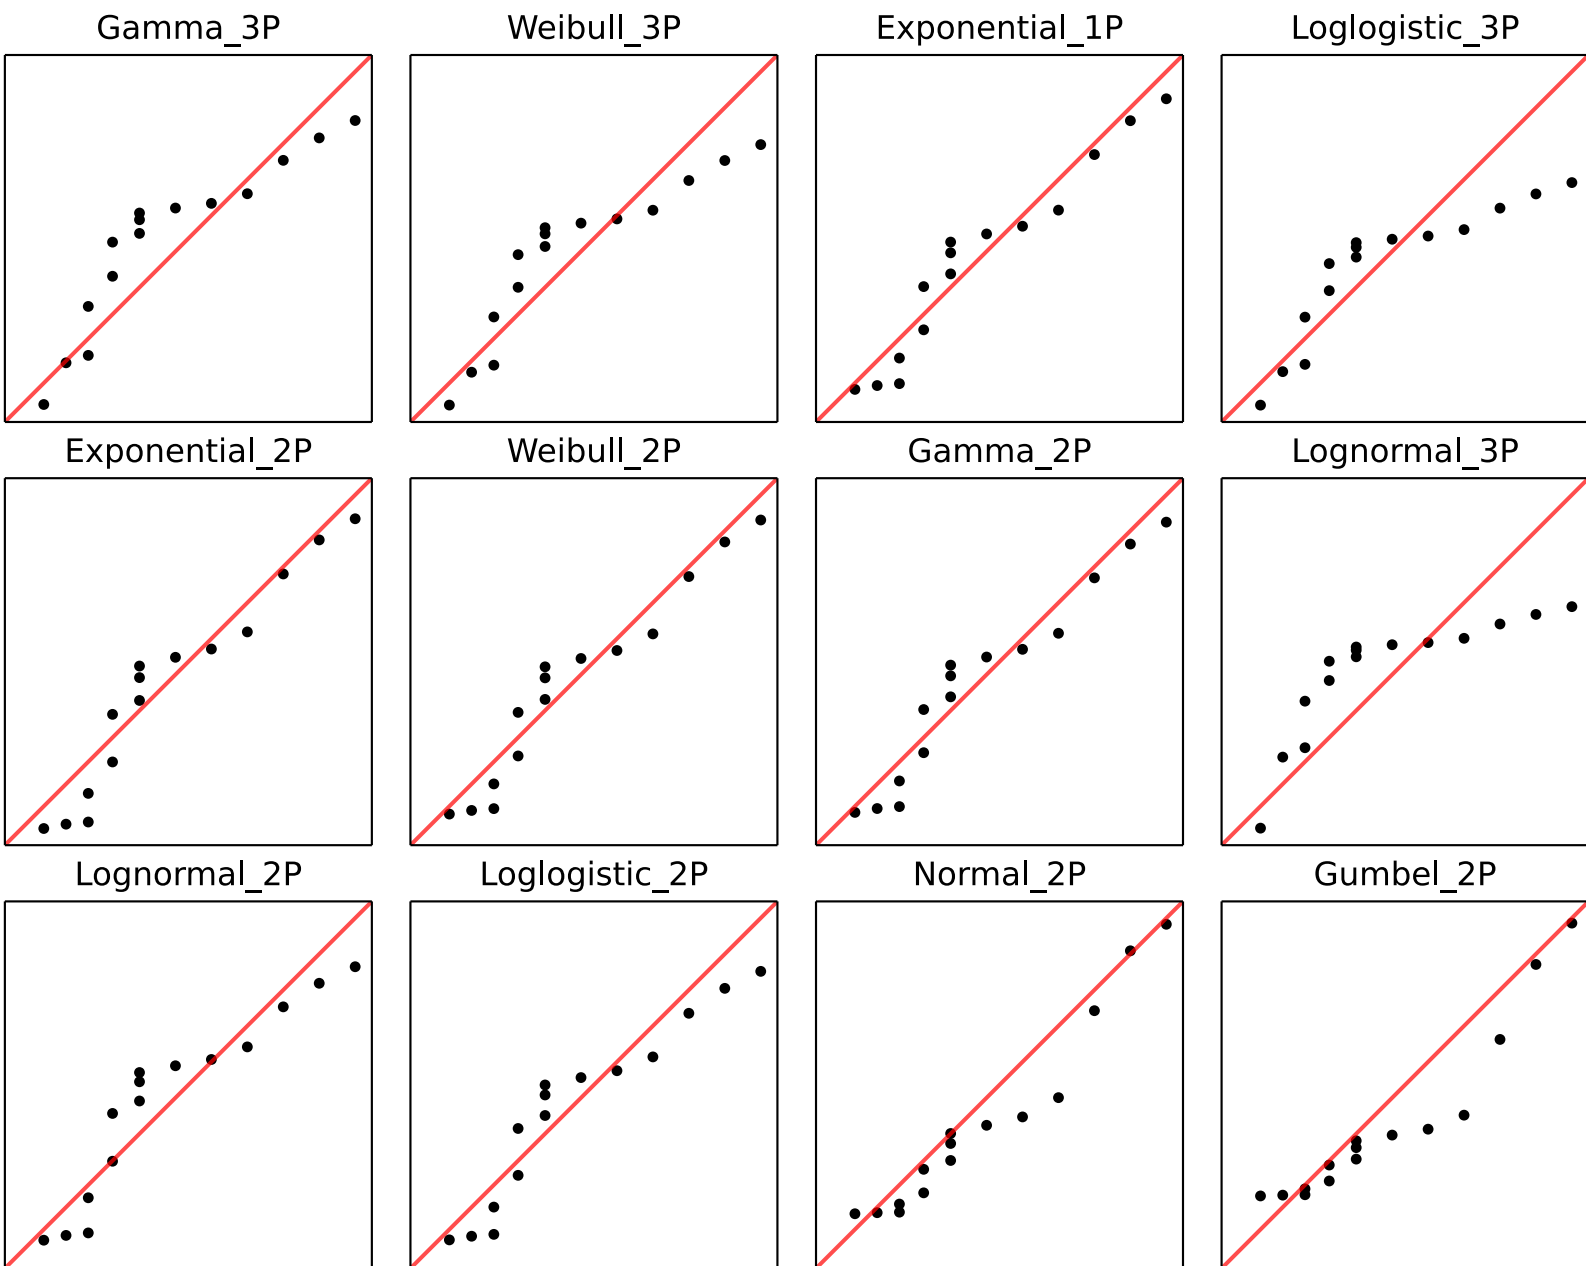 Gamma_3P
Weibull_3P
Exponential_1P
Loglogistic_3P
Exponential_2P
Weibull_2P
Gamma_2P
Lognormal_3P
Lognormal_2P
Loglogistic_2P
Normal_2P
Gumbel_2P